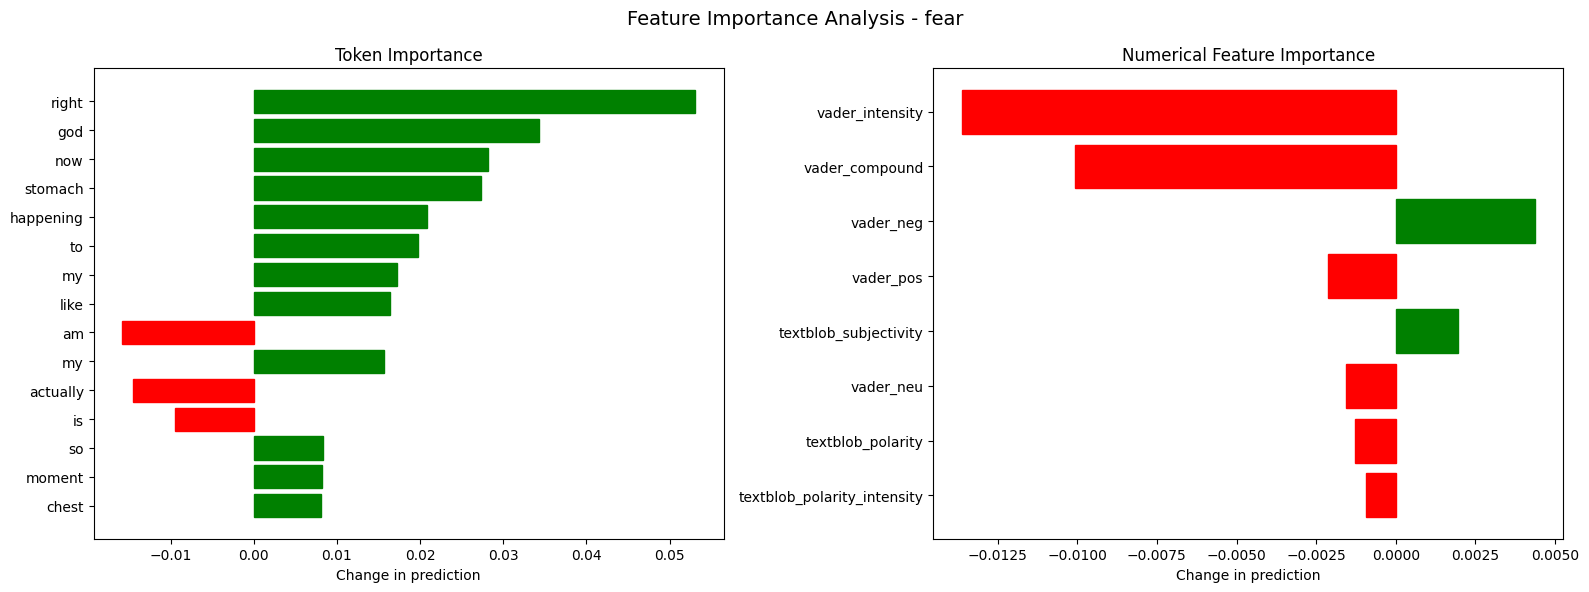 Feature Importance Analysis - fear
Token Importance
right
god
now
stomach
happening
to
my
like
am
my
actually
is
so
moment
chest
−0.01 0.00 0.01 0.02 0.03 0.04 0.05
Change in prediction
Numerical Feature Importance
vader_intensity
vader_compound
vader_neg
vader_pos
textblob_subjectivity
vader_neu
textblob_polarity
textblob_polarity_intensity
−0.0125 −0.0100 −0.0075 −0.0050 −0.0025 0.0000 0.0025 0.0050
Change in prediction